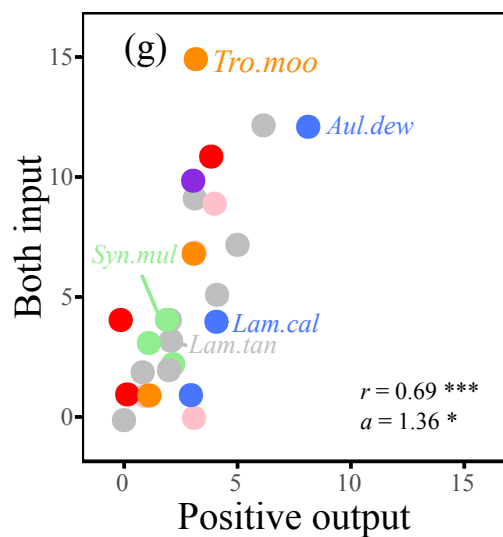 (g)
Tro.moo
Aul.dew
Syn.mul
Lam.cal
Lam.tan
r = 0.69 ***
a = 1.36 *
Both input
15
10
5
0
0 5 10 15
Positive output